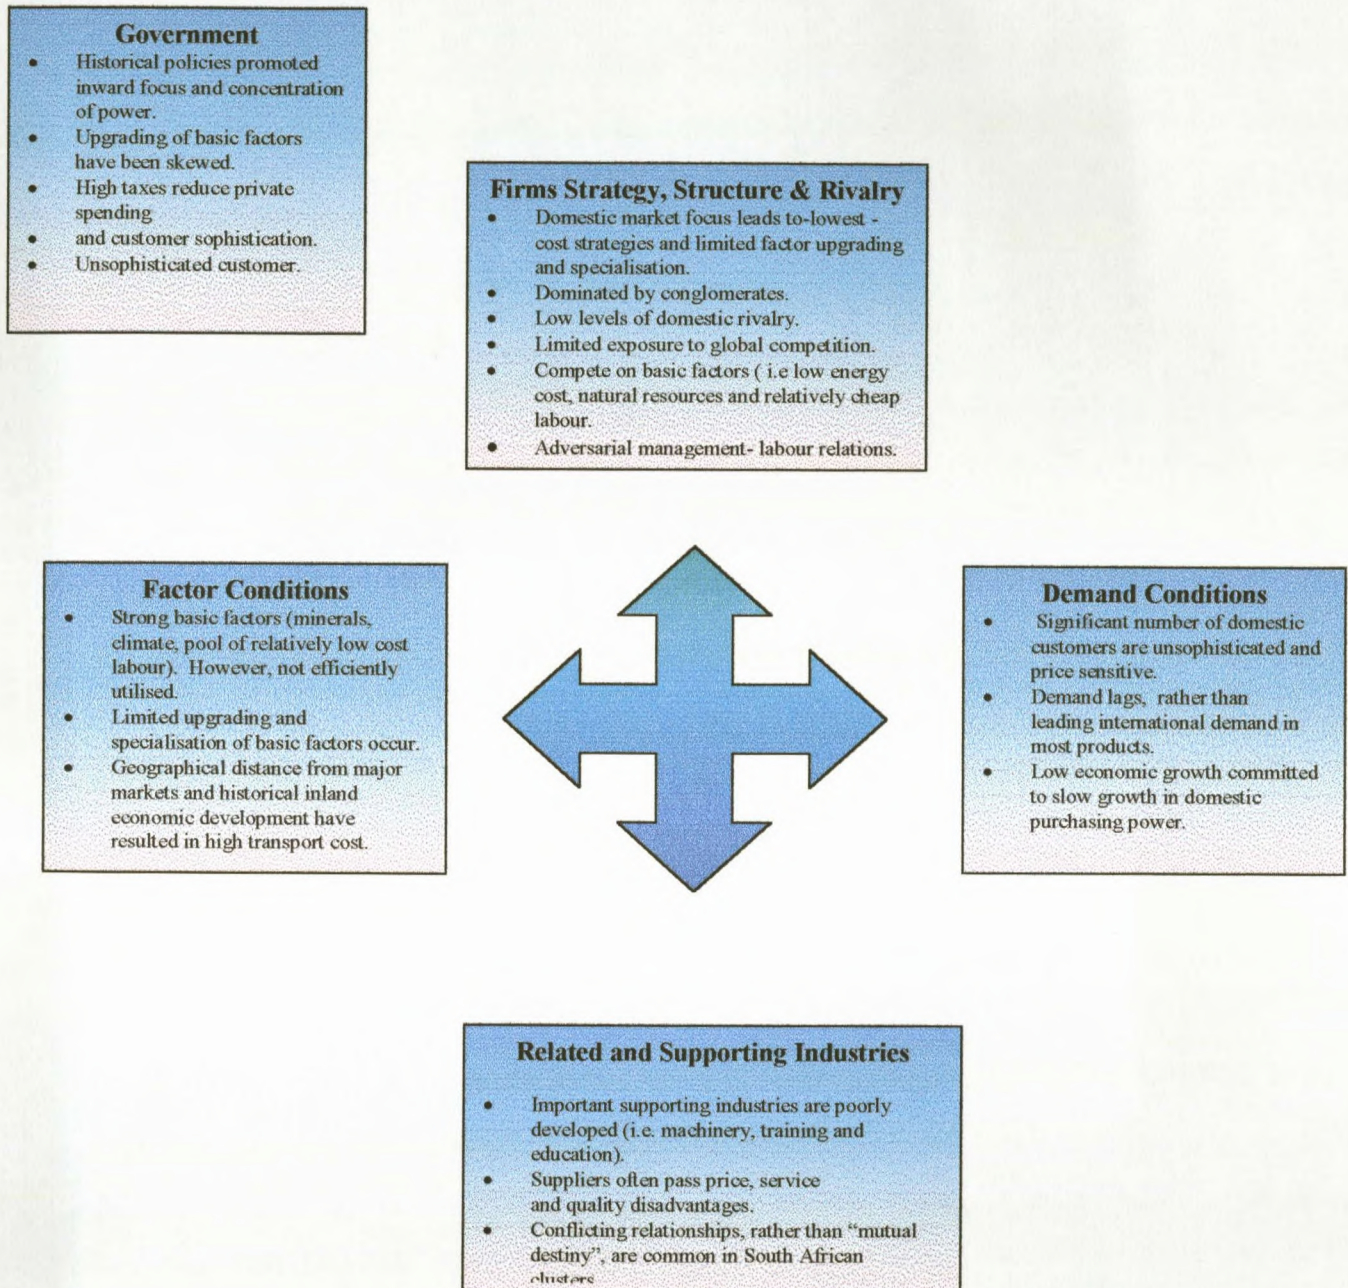 Government
• Historical policies promoted
inward focus and concentration
of power.
• Upgrading of basic factors
have been skewed.
• High taxes reduce private
spending
• and customer sophistication.
• Unsophisticated customer.
Firms Strategy, Structure & Rivalry
• Domestic market focus leads to-lowest -
cost strategies and limited factor upgrading
and specialisation.
• Dominated by conglomerates.
• Low levels of domestic rivalry.
• Limited exposure to global competition.
• Compete on basic factors ( i.e low energy
cost, natural resources and relatively cheap
labour.
• Adversarial management- labour relations.
Factor Conditions
• Strong basic factors (minerals,
climate, pool of relatively low cost
labour). However, not efficiently
utilised.
• Limited upgrading and
specialisation of basic factors occur.
• Geographical distance from major
markets and historical inland
economic development have
resulted in high transport cost.
Demand Conditions
• Significant number of domestic
customers are unsophisticated and
price sensitive.
• Demand lags, rather than
leading international demand in
most products.
• Low economic growth committed
to slow growth in domestic
purchasing power.
Related and Supporting Industries
• Important supporting industries are poorly
developed (i.e. machinery, training and
education).
• Suppliers often pass price, service
and quality disadvantages.
• Conflicting relationships, rather than “mutual
destiny”, are common in South African
clusters